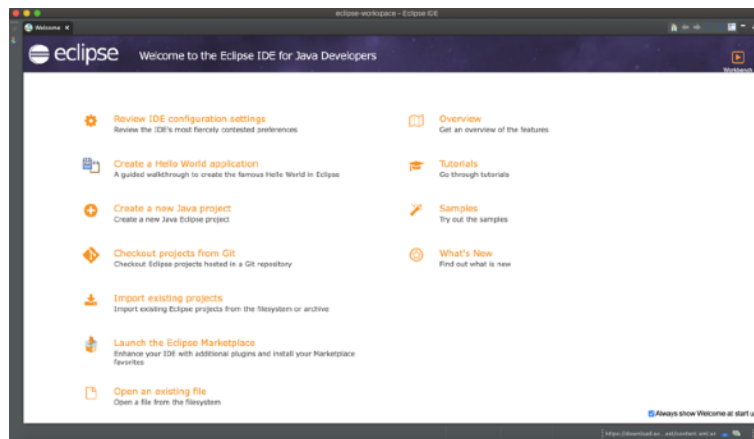 eclipse-workspace - Eclipse IDE
Welcome
eclipse Welcome to the Eclipse IDE for Java Developers
Workbench
Review IDE configuration settings
Review the IDE's most fiercely contested preferences
Overview
Get an overview of the features
Create a Hello World application
A guided walkthrough to create the famous Hello World in Eclipse
Tutorials
Go through tutorials
Create a new Java project
Create a new Java Eclipse project
Samples
Try out the samples
Checkout projects from Git
Checkout Eclipse projects hosted in a Git repository
What's New
Find out what is new
Import existing projects
Import existing Eclipse projects from the filesystem or archive
Launch the Eclipse Marketplace
Enhance your IDE with additional plugins and install your Marketplace
favorites
Open an existing file
Open a file from the filesystem
Always show Welcome at start u